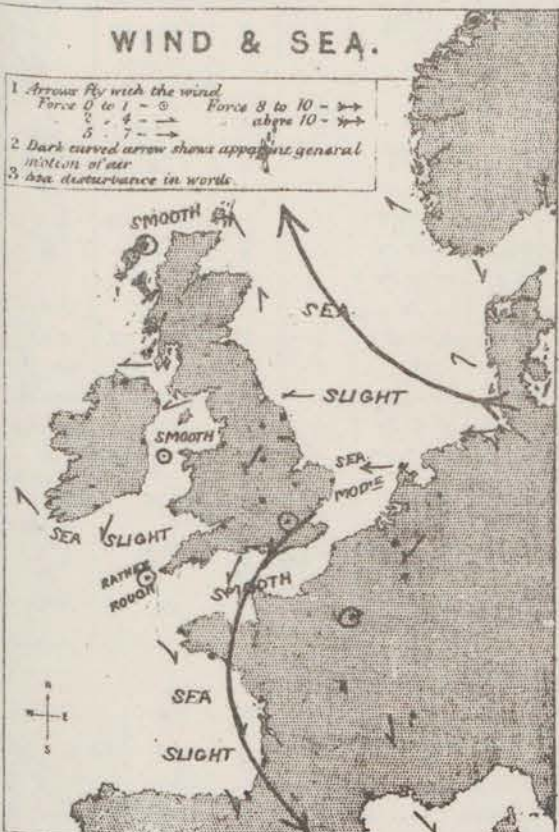 WIND & SEA.
1 Arrows fly with the wind
Force 0 to 1 - ⊙ Force 8 to 10 -
2 " 4 - above 10 -
5 " 7 -
2 Dark curved arrow shows apparent general
motion of air
3 Sea disturbance in words.
SMOOTH
SEA
SLIGHT
SMOOTH
SEA
MOD^E
SEA SLIGHT
RATHER
ROUGH
SMOOTH
SEA
SLIGHT
N
W E
S